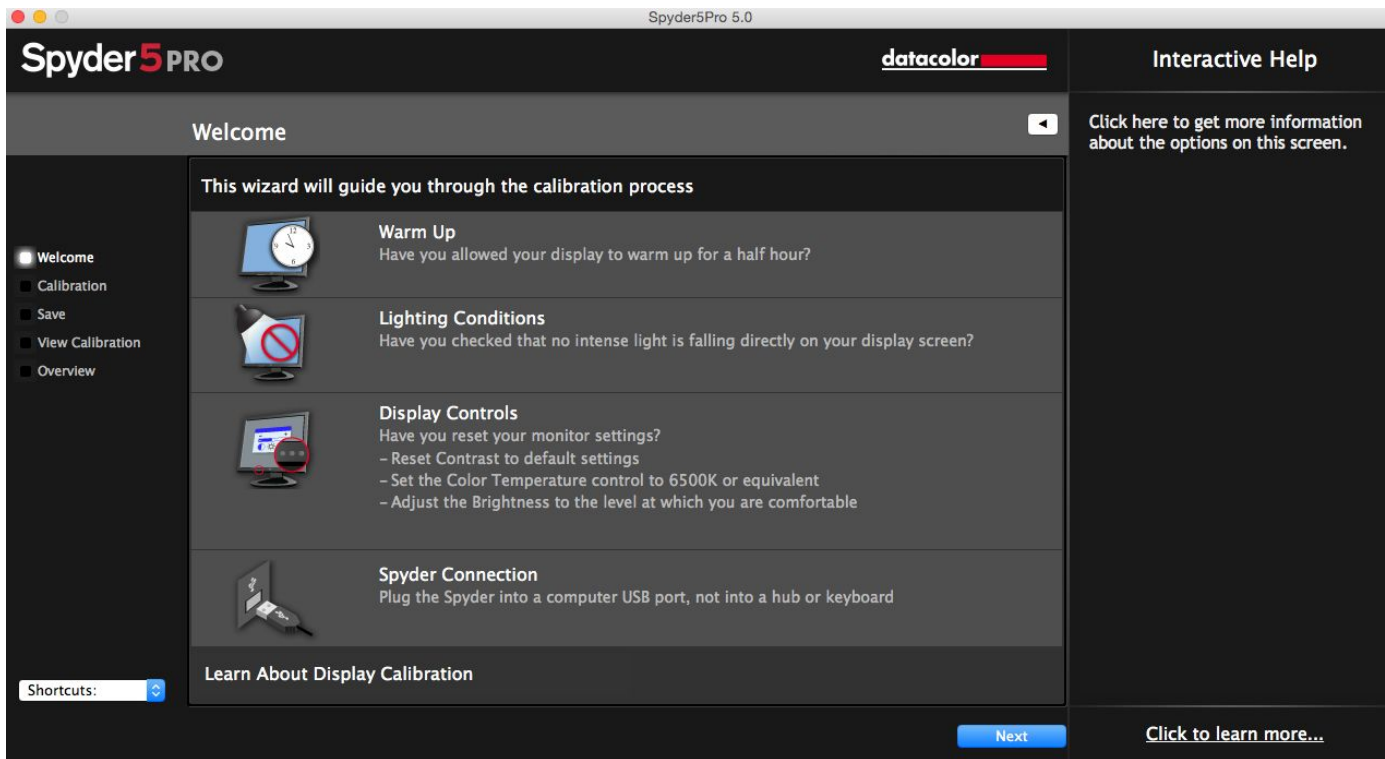 Spyder5Pro 5.0
Spyder5PRO
datacolor
Interactive Help
Welcome
Click here to get more information
about the options on this screen.
This wizard will guide you through the calibration process
Warm Up
Have you allowed your display to warm up for a half hour?
Welcome
Calibration
Save
View Calibration
Overview
Lighting Conditions
Have you checked that no intense light is falling directly on your display screen?
Display Controls
Have you reset your monitor settings?
– Reset Contrast to default settings
– Set the Color Temperature control to 6500K or equivalent
– Adjust the Brightness to the level at which you are comfortable
Spyder Connection
Plug the Spyder into a computer USB port, not into a hub or keyboard
Learn About Display Calibration
Shortcuts:
Next
Click to learn more...